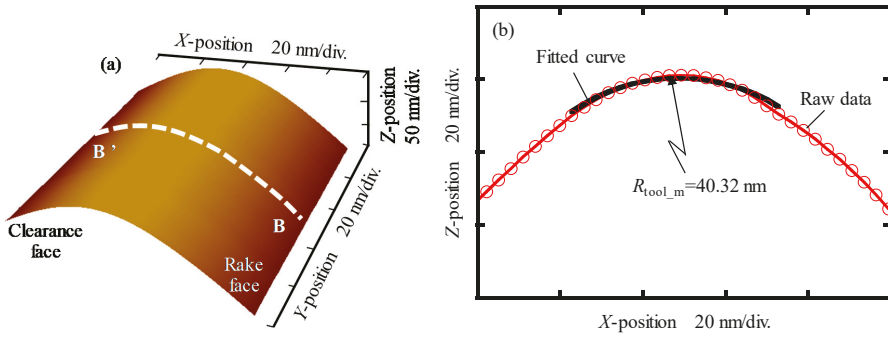 (a)
X-position 20 nm/div.
Z-position 50 nm/div.
B'
B
Clearance face
Rake face
Y-position 20 nm/div.
(b)
Fitted curve
Raw data
R_tool_m=40.32 nm
Z-position 20 nm/div.
X-position 20 nm/div.